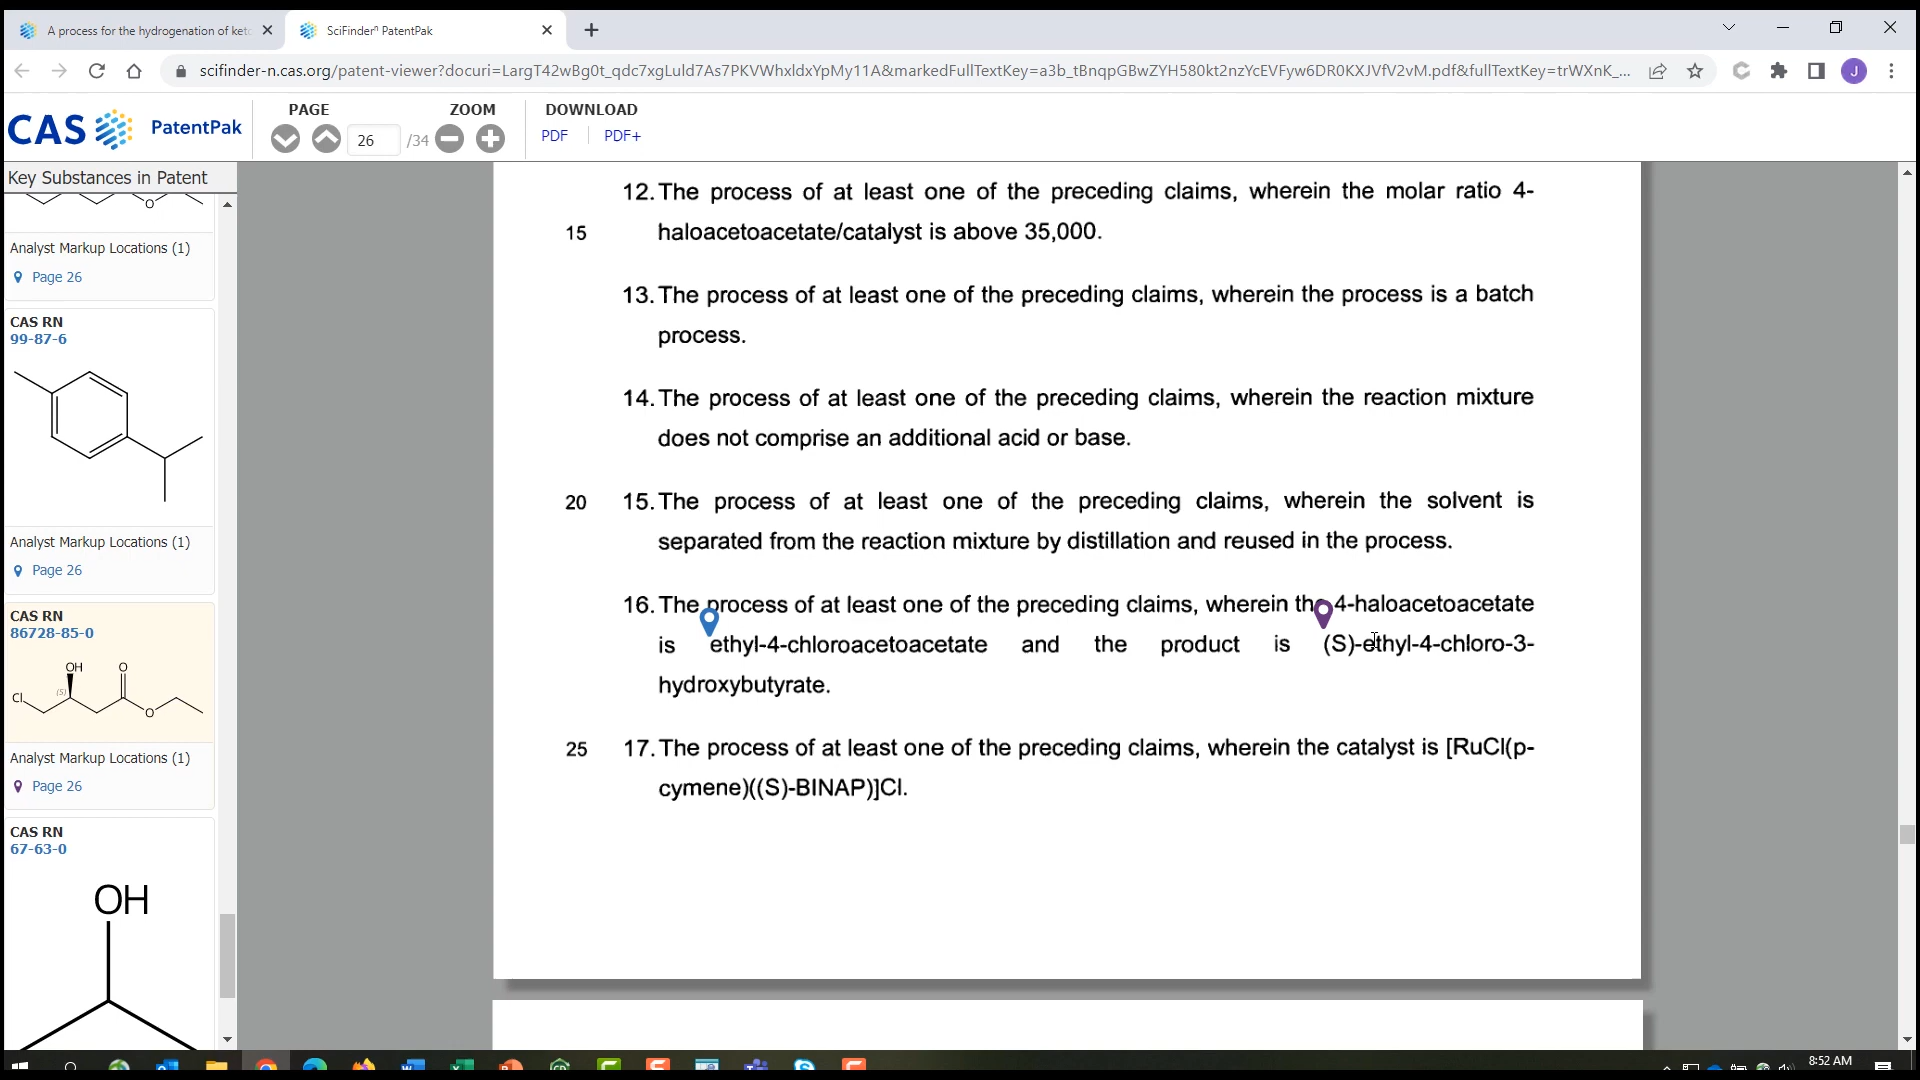 A process for the hydrogenation of keto
SciFinderⁿ PatentPak
scifinder-n.cas.org/patent-viewer?docuri=LargT42wBg0t_qdc7xgLuld7As7PKVWhxldxYpMy11A&markedFullTextKey=a3b_tBnqpGBwZYH580kt2nzYcEVFyw6DR0KXJVfV2vM.pdf&fullTextKey=trWXnK_...
J
CAS PatentPak
PAGE
26 /34
ZOOM
DOWNLOAD
PDF PDF+
Key Substances in Patent
O
Analyst Markup Locations (1)
Page 26
CAS RN
99-87-6
Analyst Markup Locations (1)
Page 26
CAS RN
86728-85-0
OH O
Cl (S) O
Analyst Markup Locations (1)
Page 26
CAS RN
67-63-0
OH
12. The process of at least one of the preceding claims, wherein the molar ratio 4-
15 haloacetoacetate/catalyst is above 35,000.
13. The process of at least one of the preceding claims, wherein the process is a batch
process.
14. The process of at least one of the preceding claims, wherein the reaction mixture
does not comprise an additional acid or base.
20 15. The process of at least one of the preceding claims, wherein the solvent is
separated from the reaction mixture by distillation and reused in the process.
16. The process of at least one of the preceding claims, wherein the 4-haloacetoacetate
is ethyl-4-chloroacetoacetate and the product is (S)-ethyl-4-chloro-3-
hydroxybutyrate.
25 17. The process of at least one of the preceding claims, wherein the catalyst is [RuCl(p-
cymene)((S)-BINAP)]Cl.
8:52 AM